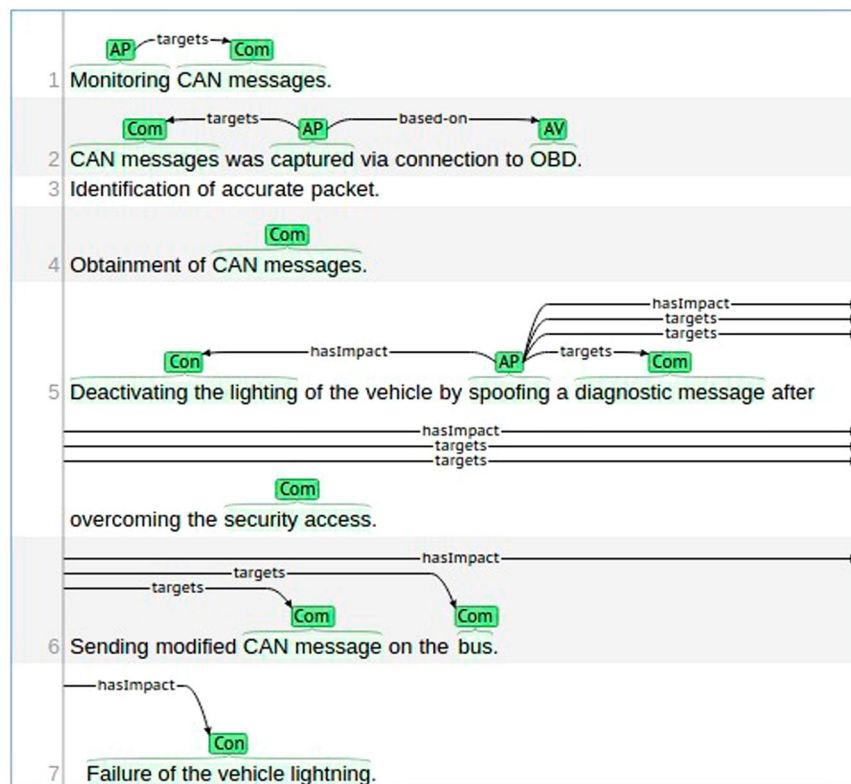 AP targets Com
1 Monitoring CAN messages.
Com targets AP based-on AV
2 CAN messages was captured via connection to OBD.
3 Identification of accurate packet.
Com
4 Obtainment of CAN messages.
hasImpact
targets
targets
Con hasImpact AP targets Com
5 Deactivating the lighting of the vehicle by spoofing a diagnostic message after
hasImpact
targets
targets
Com
overcoming the security access.
hasImpact
targets
targets
Com Com
6 Sending modified CAN message on the bus.
hasImpact
Con
7 Failure of the vehicle lightning.